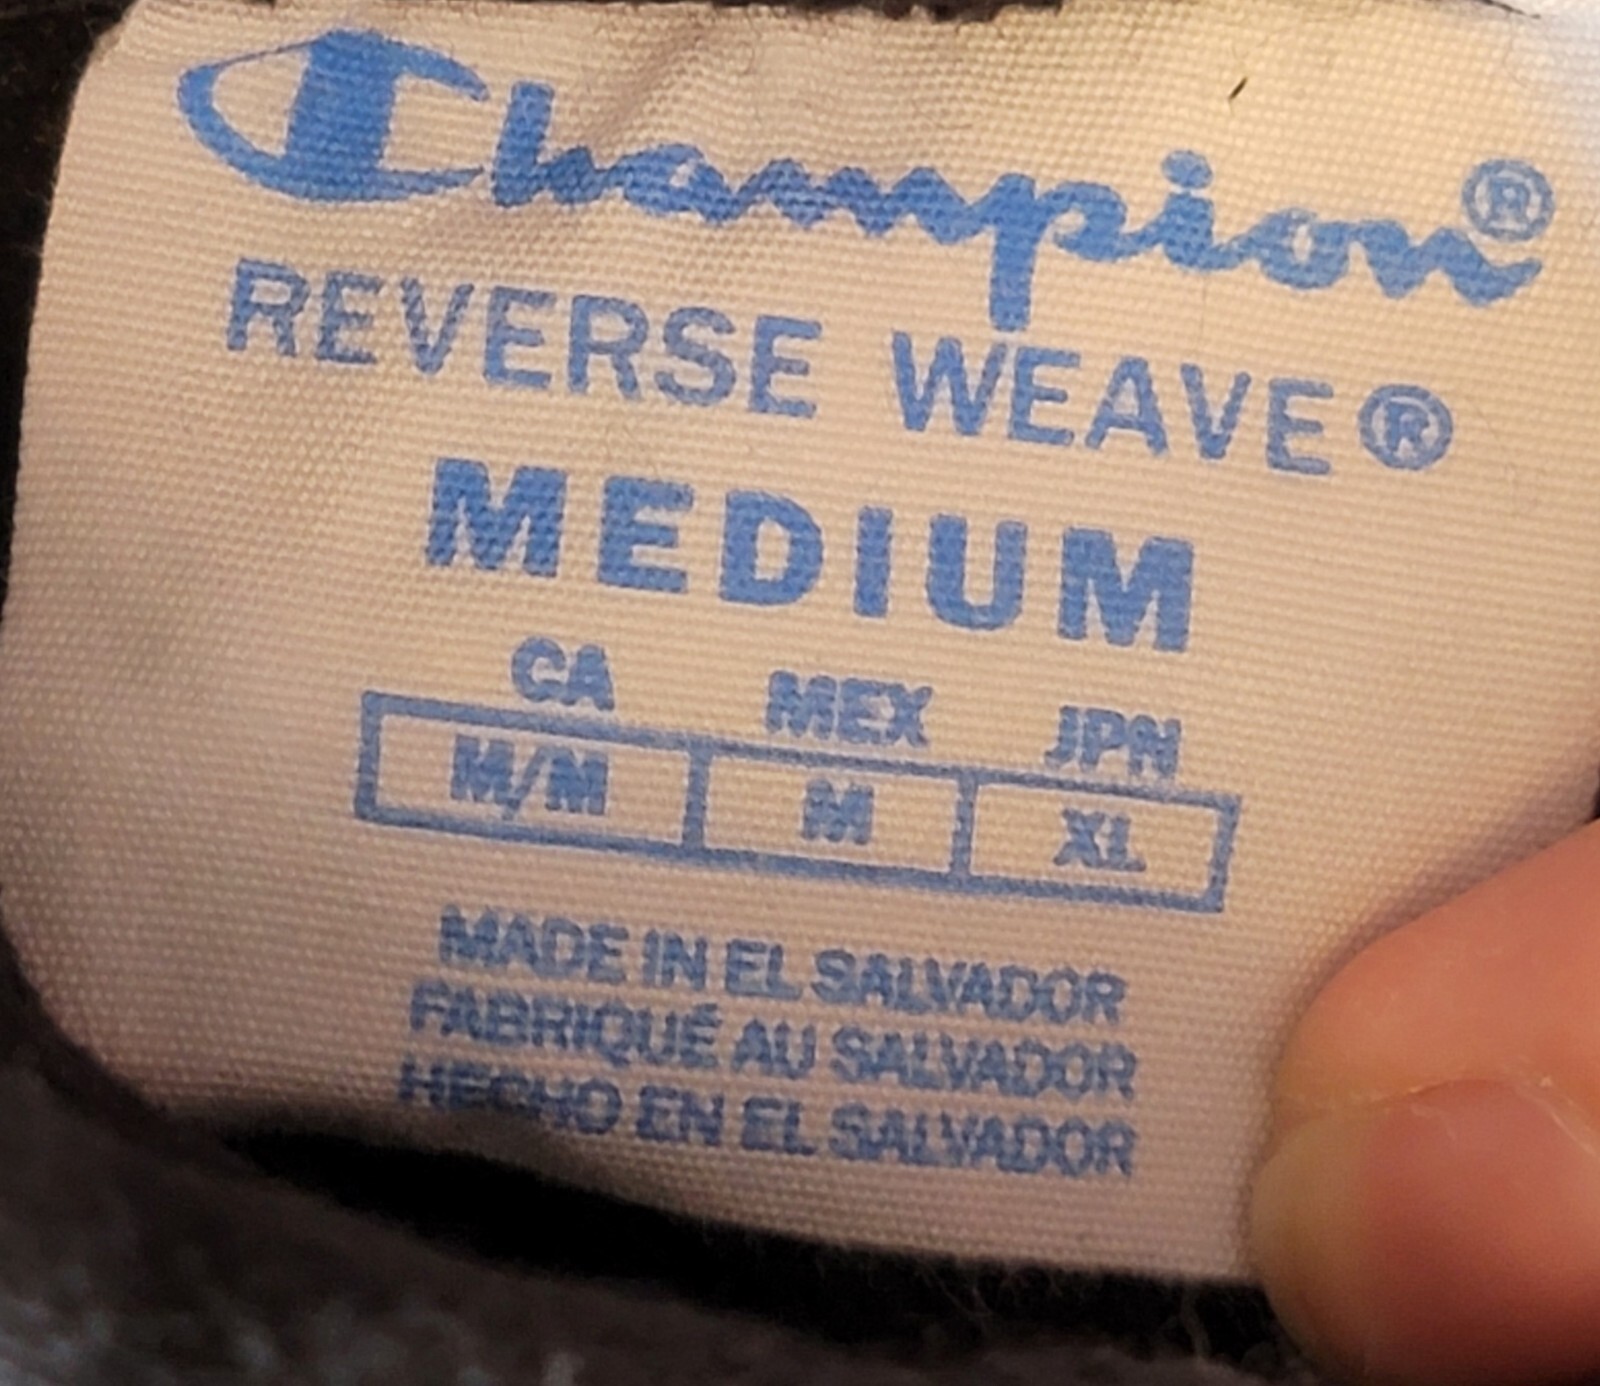 Champion®
REVERSE WEAVE®
MEDIUM
CA MEX JPN
M/M M XL
MADE IN EL SALVADOR
FABRIQUÉ AU SALVADOR
HECHO EN EL SALVADOR